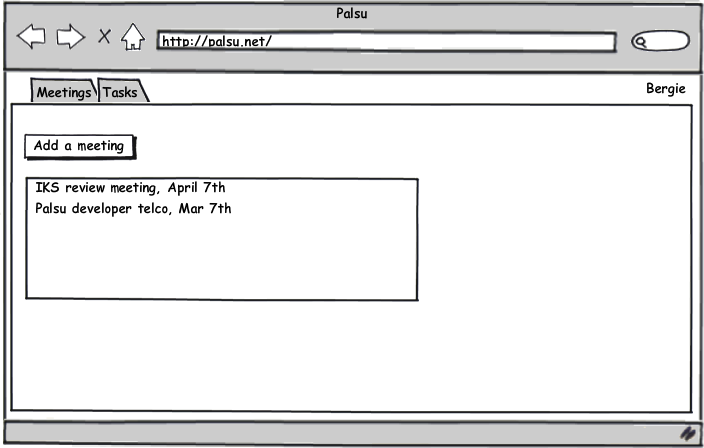 Palsu
http://palsu.net/
Meetings Tasks
Bergie
Add a meeting
IKS review meeting, April 7th
Palsu developer telco, Mar 7th